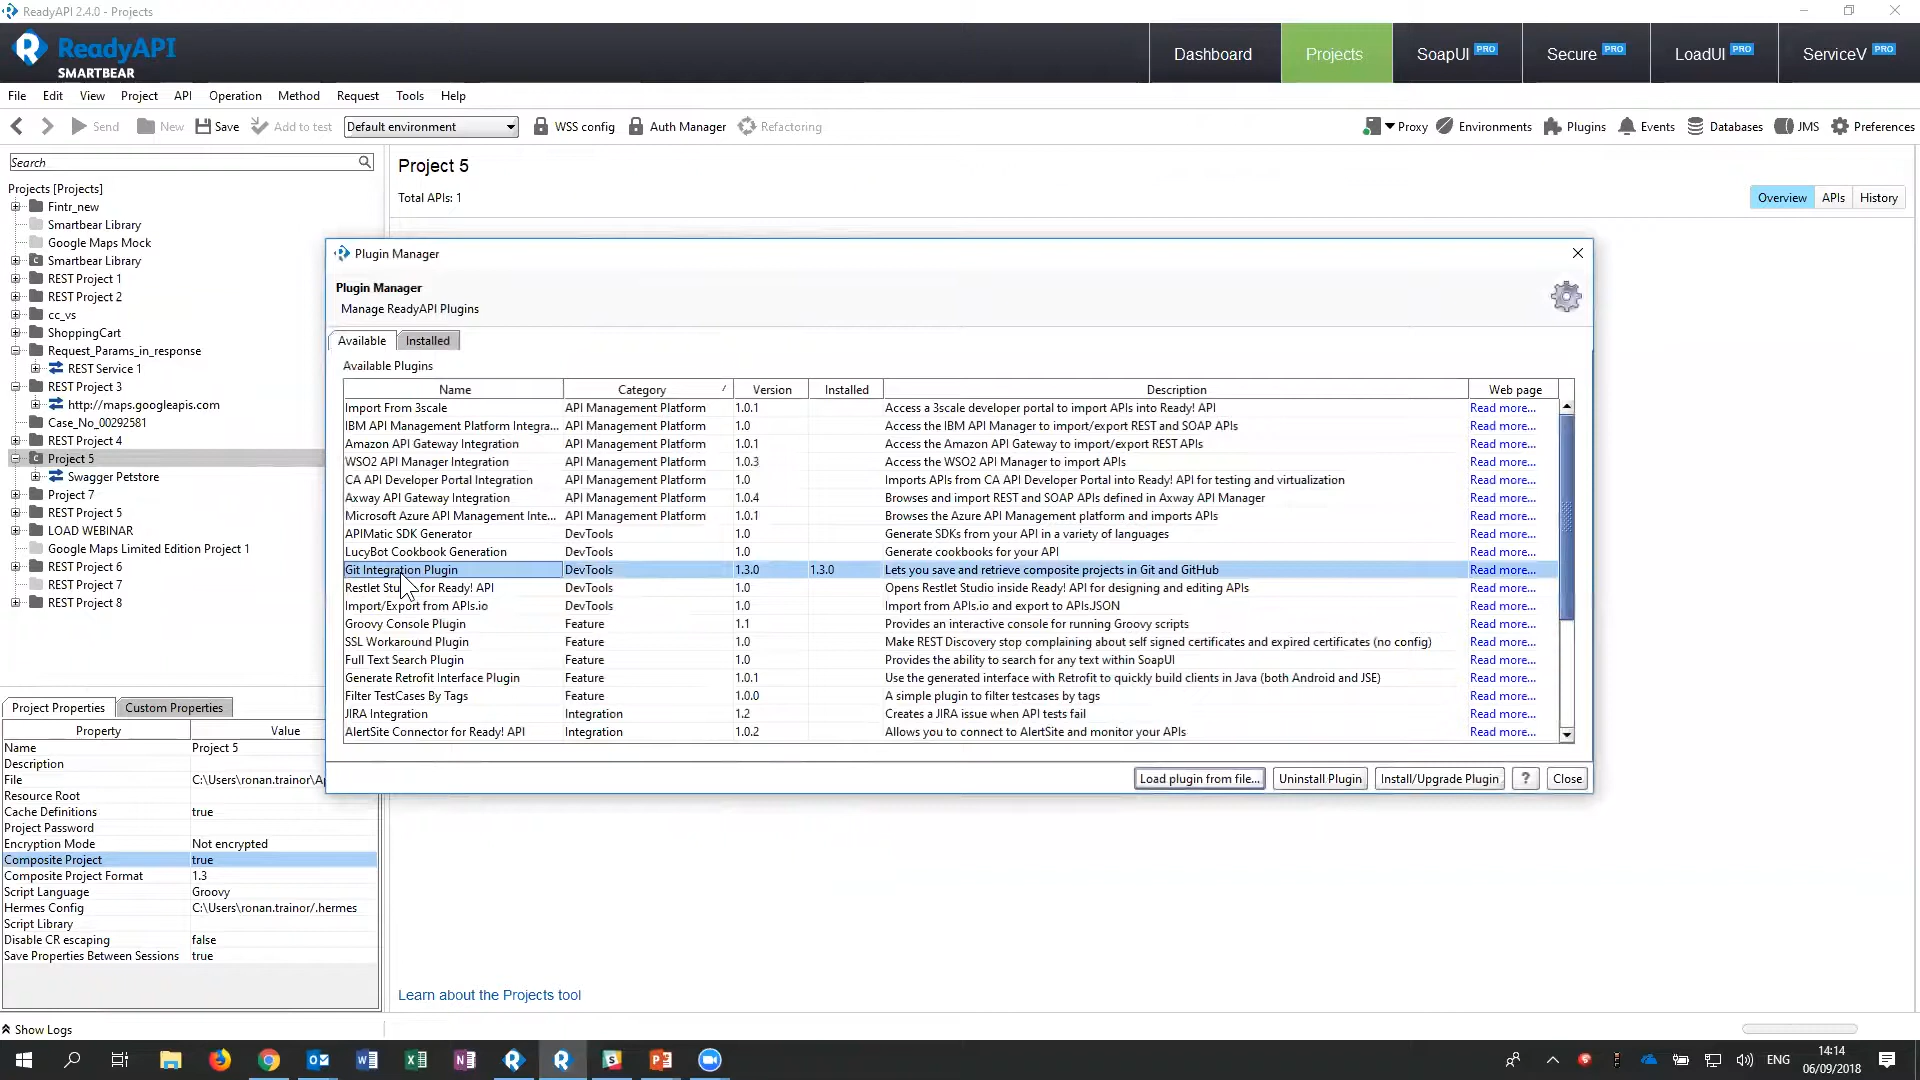 ReadyAPI 2.4.0 - Projects
ReadyAPI
SMARTBEAR
Dashboard
Projects
SoapUI PRO
Secure PRO
LoadUI PRO
ServiceV PRO
File Edit View Project API Operation Method Request Tools Help
Send New Save Add to test Default environment WSS config Auth Manager Refactoring Proxy Environments Plugins Events Databases JMS Preferences
Search
Project 5
Total APIs: 1
Overview APIs History
Projects [Projects]
Fintr_new
Smartbear Library
Google Maps Mock
Smartbear Library
REST Project 1
REST Project 2
cc_vs
ShoppingCart
Request_Params_in_response
REST Service 1
REST Project 3
http://maps.googleapis.com
Case_No_00292581
REST Project 4
Project 5
Swagger Petstore
Project 7
REST Project 5
LOAD WEBINAR
Google Maps Limited Edition Project 1
REST Project 6
REST Project 7
REST Project 8
Plugin Manager
Plugin Manager
Manage ReadyAPI Plugins
Available Installed
Available Plugins
Name Category Version Installed Description Web page
Import From 3scale API Management Platform 1.0.1 Access a 3scale developer portal to import APIs into Ready! API Read more...
IBM API Management Platform Integra... API Management Platform 1.0 Access the IBM API Manager to import/export REST and SOAP APIs Read more...
Amazon API Gateway Integration API Management Platform 1.0.1 Access the Amazon API Gateway to import/export REST APIs Read more...
WSO2 API Manager Integration API Management Platform 1.0.3 Access the WSO2 API Manager to import APIs Read more...
CA API Developer Portal Integration API Management Platform 1.0 Imports APIs from CA API Developer Portal into Ready! API for testing and virtualization Read more...
Axway API Gateway Integration API Management Platform 1.0.4 Browses and import REST and SOAP APIs defined in Axway API Manager Read more...
Microsoft Azure API Management Inte... API Management Platform 1.0.1 Browses the Azure API Management platform and imports APIs Read more...
APIMatic SDK Generator DevTools 1.0 Generate SDKs from your API in a variety of languages Read more...
LucyBot Cookbook Generation DevTools 1.0 Generate cookbooks for your API Read more...
Git Integration Plugin DevTools 1.3.0 1.3.0 Lets you save and retrieve composite projects in Git and GitHub Read more...
Restlet Stu for Ready! API DevTools 1.0 Opens Restlet Studio inside Ready! API for designing and editing APIs Read more...
Import/Export from APIs.io DevTools 1.0 Import from APIs.io and export to APIs.JSON Read more...
Groovy Console Plugin Feature 1.1 Provides an interactive console for running Groovy scripts Read more...
SSL Workaround Plugin Feature 1.0 Make REST Discovery stop complaining about self signed certificates and expired certificates (no config) Read more...
Full Text Search Plugin Feature 1.0 Provides the ability to search for any text within SoapUI Read more...
Generate Retrofit Interface Plugin Feature 1.0.1 Use the generated interface with Retrofit to quickly build clients in Java (both Android and JSE) Read more...
Filter TestCases By Tags Feature 1.0.0 A simple plugin to filter testcases by tags Read more...
JIRA Integration Integration 1.2 Creates a JIRA issue when API tests fail Read more...
AlertSite Connector for Ready! API Integration 1.0.2 Allows you to connect to AlertSite and monitor your APIs Read more...
Load plugin from file... Uninstall Plugin Install/Upgrade Plugin ? Close
Project Properties Custom Properties
Property Value
Name Project 5
Description
File C:\Users\ronan.trainor\Ap
Resource Root
Cache Definitions true
Project Password
Encryption Mode Not encrypted
Composite Project true
Composite Project Format 1.3
Script Language Groovy
Hermes Config C:\Users\ronan.trainor/.hermes
Script Library
Disable CR escaping false
Save Properties Between Sessions true
Learn about the Projects tool
Show Logs
ENG
14:14
06/09/2018